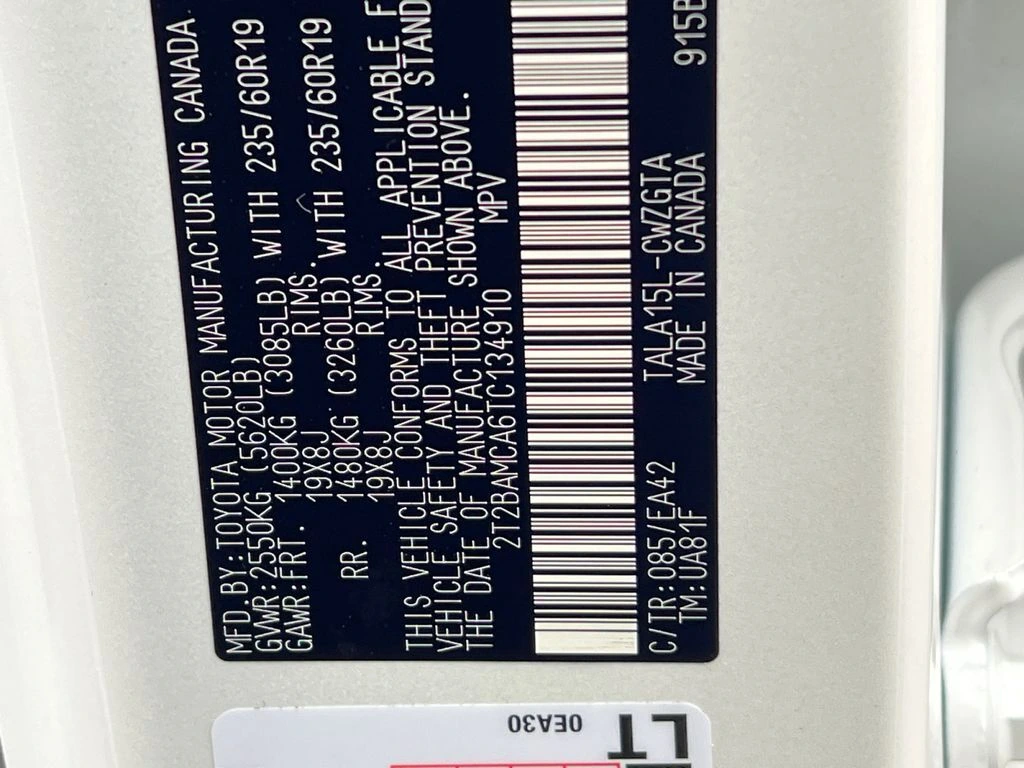 MFD.BY:TOYOTA MOTOR MANUFACTURING CANADA
GVWR:2550KG (5620LB)
GAWR:FRT. 1400KG (3085LB) WITH 235/60R19
19X8J RIMS.
RR. 1480KG (3260LB) WITH 235/60R19
19X8J RIMS.
THIS VEHICLE CONFORMS TO ALL APPLICABLE F
VEHICLE SAFETY AND THEFT PREVENTION STAND
THE DATE OF MANUFACTURE SHOWN ABOVE.
2T2BAMCA6TC134910 MPV
C/TR:085/EA42 TALA15L-CWZGTA 915B
TM:UA81F MADE IN CANADA
0EA30
LT